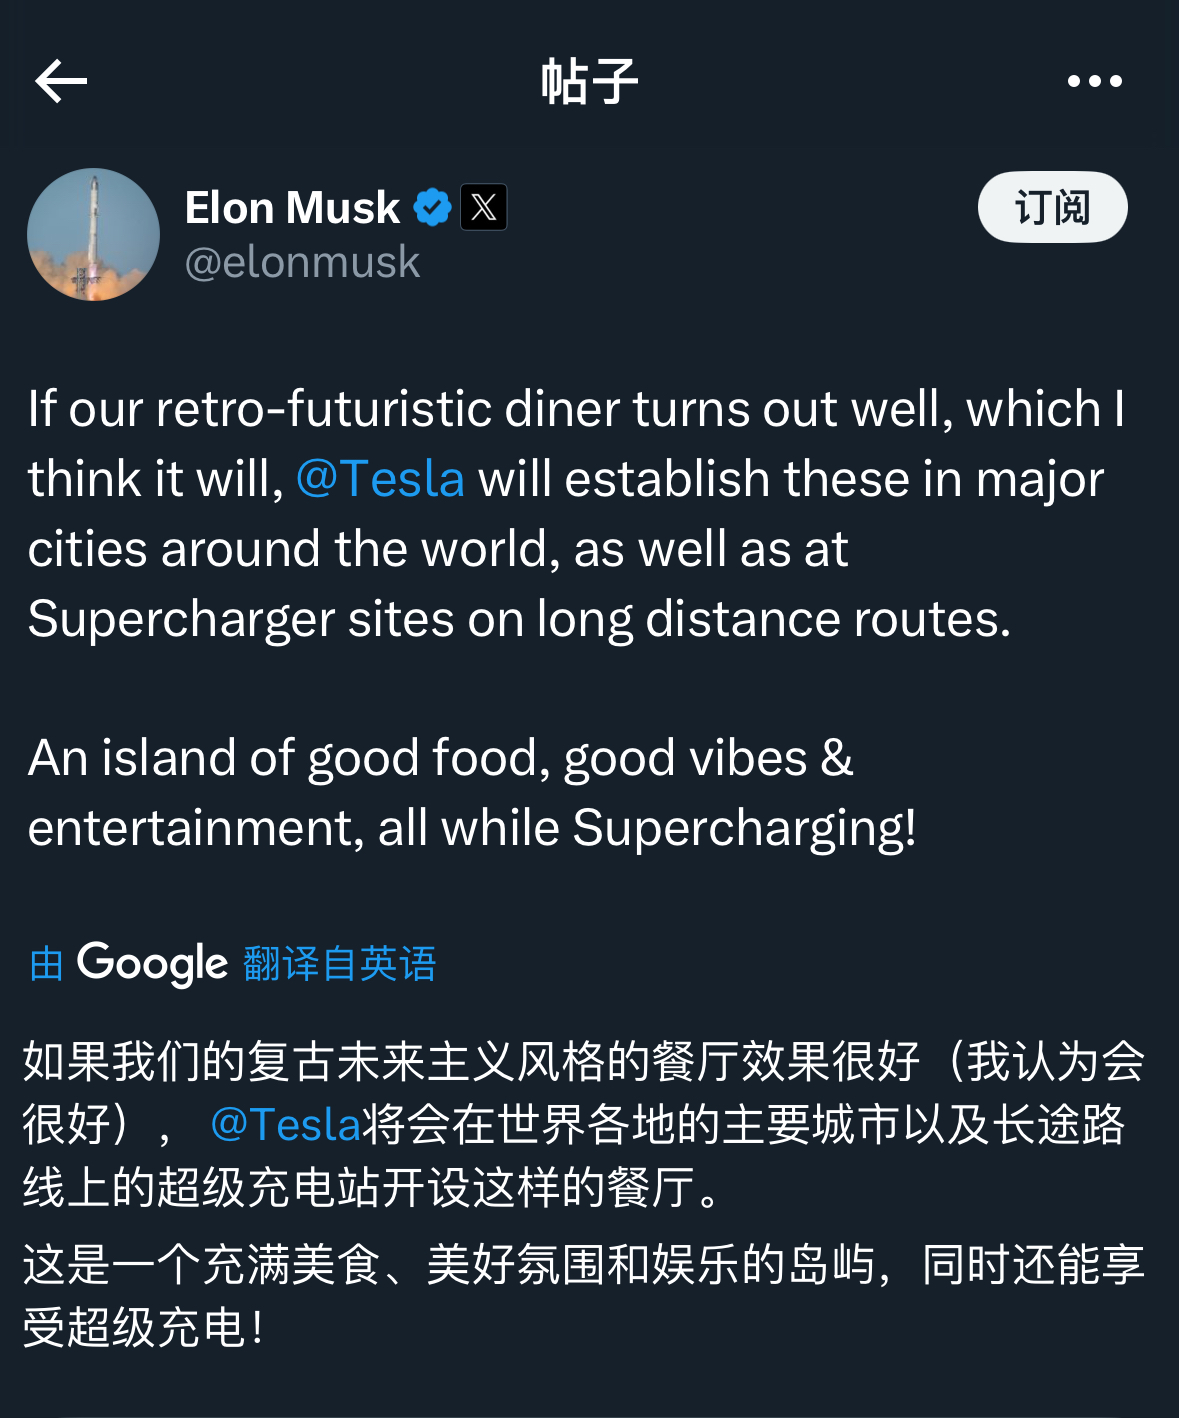 帖子
Elon Musk
订阅
@elonmusk
If our retro-futuristic diner turns out well, which I
think it will, @Tesla will establish these in major
cities around the world, as well as at
Supercharger sites on long distance routes.
An island of good food, good vibes &
entertainment, all while Supercharging!
由 Google 翻译自英语
如果我们的复古未来主义风格的餐厅效果很好（我认为会
很好），@Tesla将会在世界各地的主要城市以及长途路
线上的超级充电站开设这样的餐厅。
这是一个充满美食、美好氛围和娱乐的岛屿，同时还能享
受超级充电！